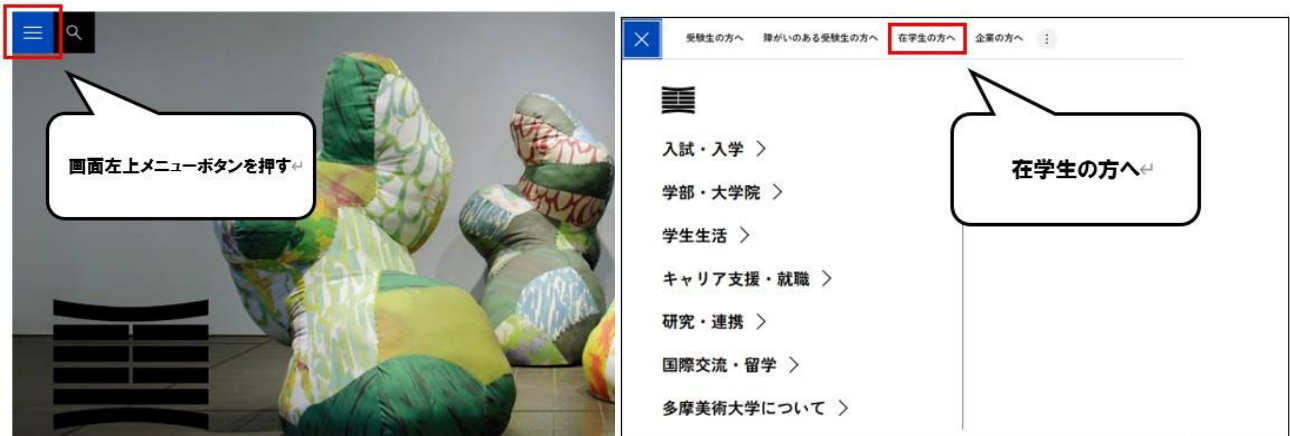 画面左上メニューボタンを押す↵
受験生の方へ 障がいのある受験生の方へ 在学生の方へ 企業の方へ
在学生の方へ↵
入試・入学 >
学部・大学院 >
学生生活 >
キャリア支援・就職 >
研究・連携 >
国際交流・留学 >
多摩美術大学について >